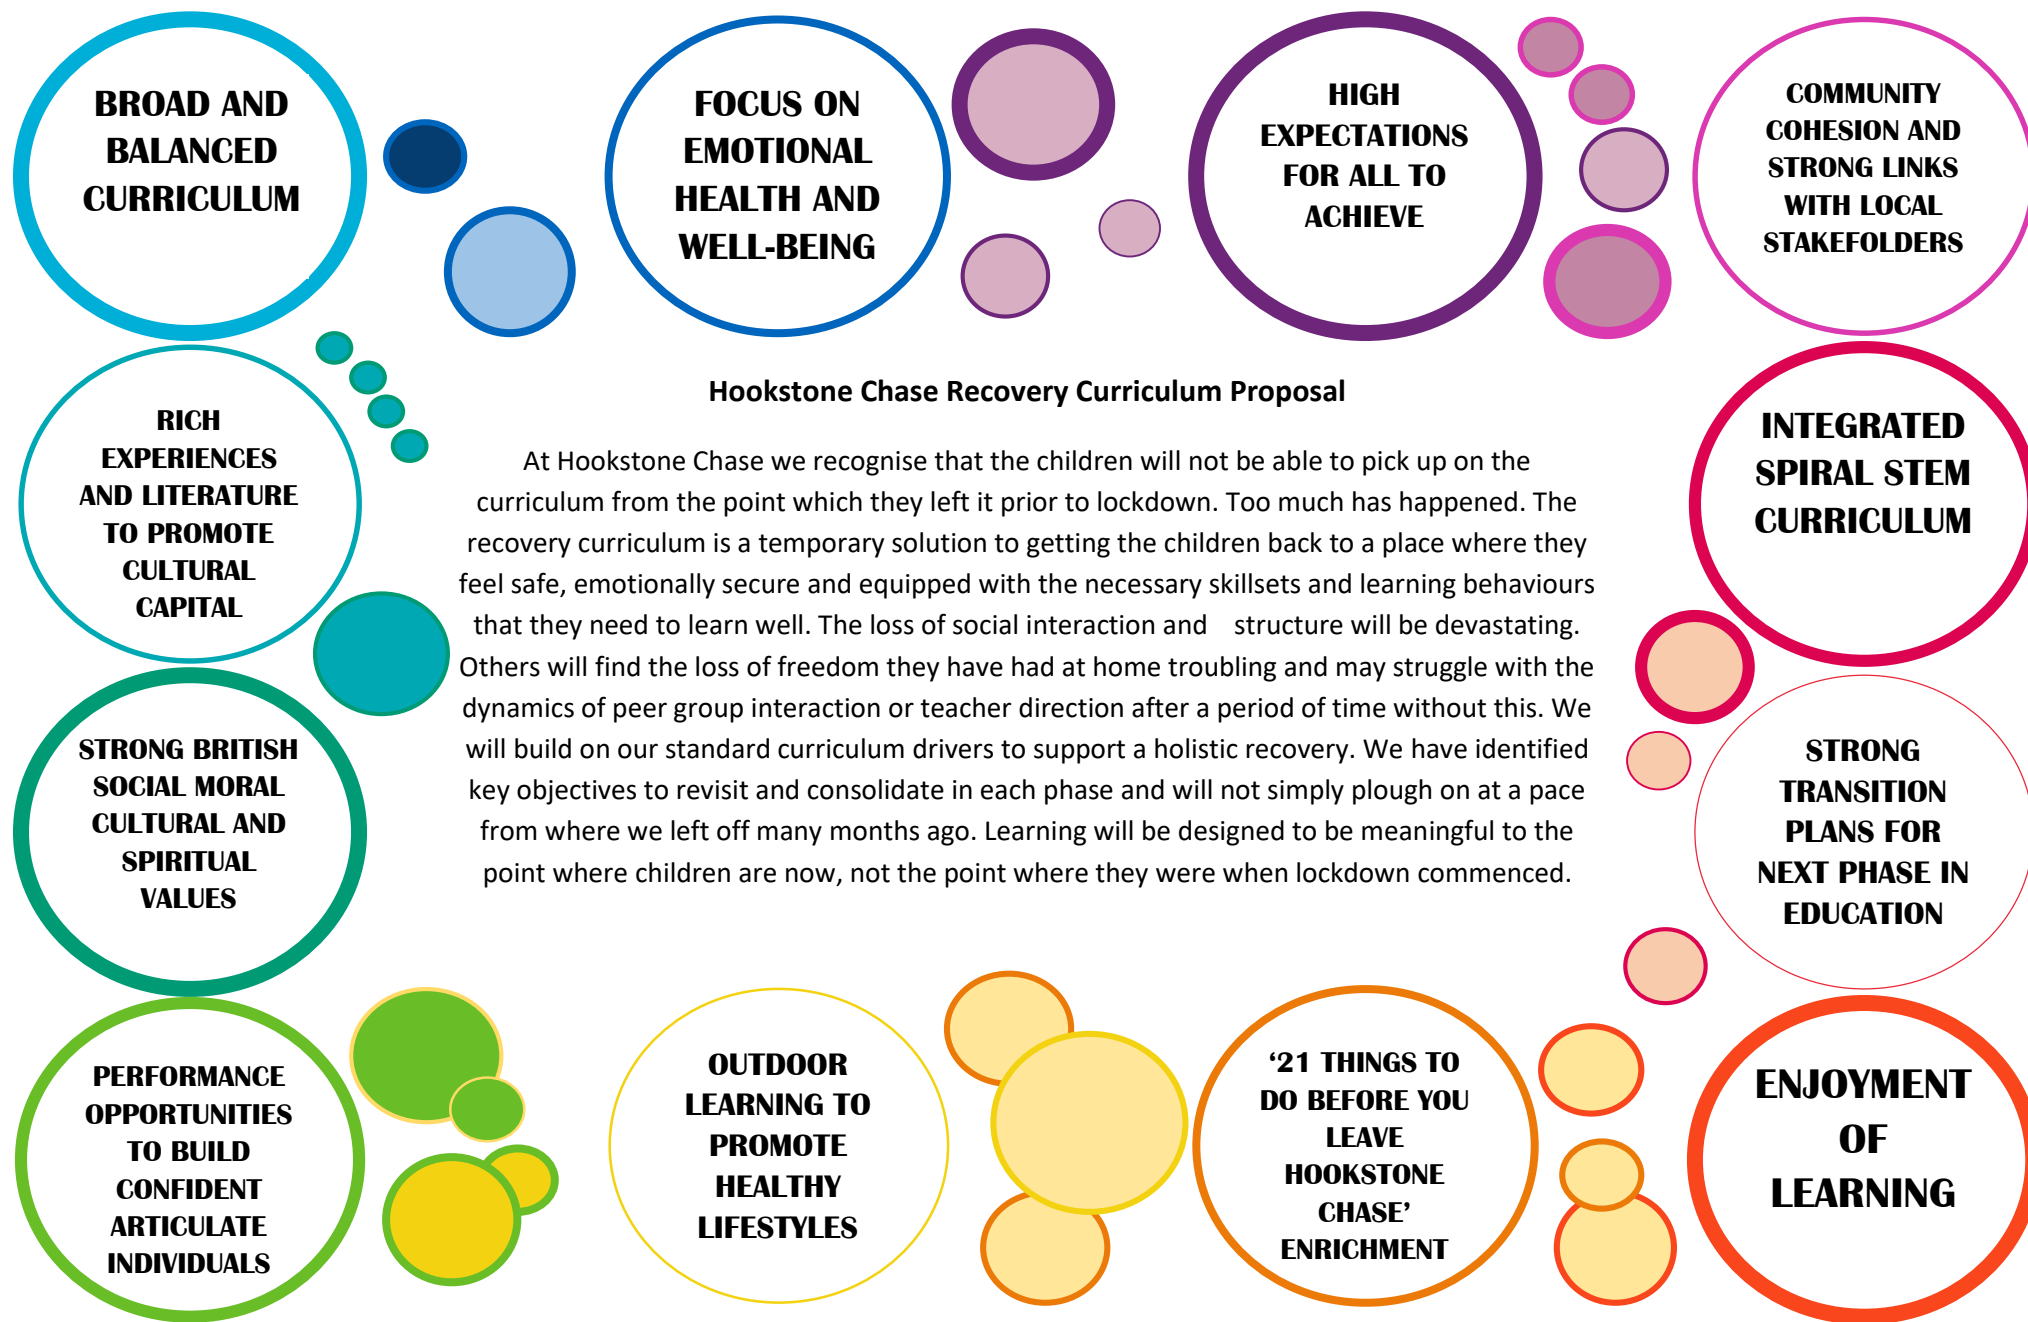 BROAD AND
BALANCED
CURRICULUM
FOCUS ON
EMOTIONAL
HEALTH AND
WELL-BEING
HIGH
EXPECTATIONS
FOR ALL TO
ACHIEVE
COMMUNITY
COHESION AND
STRONG LINKS
WITH LOCAL
STAKEFOLDERS
RICH
EXPERIENCES
AND LITERATURE
TO PROMOTE
CULTURAL
CAPITAL
Hookstone Chase Recovery Curriculum Proposal
At Hookstone Chase we recognise that the children will not be able to pick up on the
curriculum from the point which they left it prior to lockdown. Too much has happened. The
recovery curriculum is a temporary solution to getting the children back to a place where they
feel safe, emotionally secure and equipped with the necessary skillsets and learning behaviours
that they need to learn well. The loss of social interaction and structure will be devastating.
Others will find the loss of freedom they have had at home troubling and may struggle with the
dynamics of peer group interaction or teacher direction after a period of time without this. We
will build on our standard curriculum drivers to support a holistic recovery. We have identified
key objectives to revisit and consolidate in each phase and will not simply plough on at a pace
from where we left off many months ago. Learning will be designed to be meaningful to the
point where children are now, not the point where they were when lockdown commenced.
INTEGRATED
SPIRAL STEM
CURRICULUM
STRONG BRITISH
SOCIAL MORAL
CULTURAL AND
SPIRITUAL
VALUES
STRONG
TRANSITION
PLANS FOR
NEXT PHASE IN
EDUCATION
PERFORMANCE
OPPORTUNITIES
TO BUILD
CONFIDENT
ARTICULATE
INDIVIDUALS
OUTDOOR
LEARNING TO
PROMOTE
HEALTHY
LIFESTYLES
‘21 THINGS TO
DO BEFORE YOU
LEAVE
HOOKSTONE
CHASE’
ENRICHMENT
ENJOYMENT
OF
LEARNING